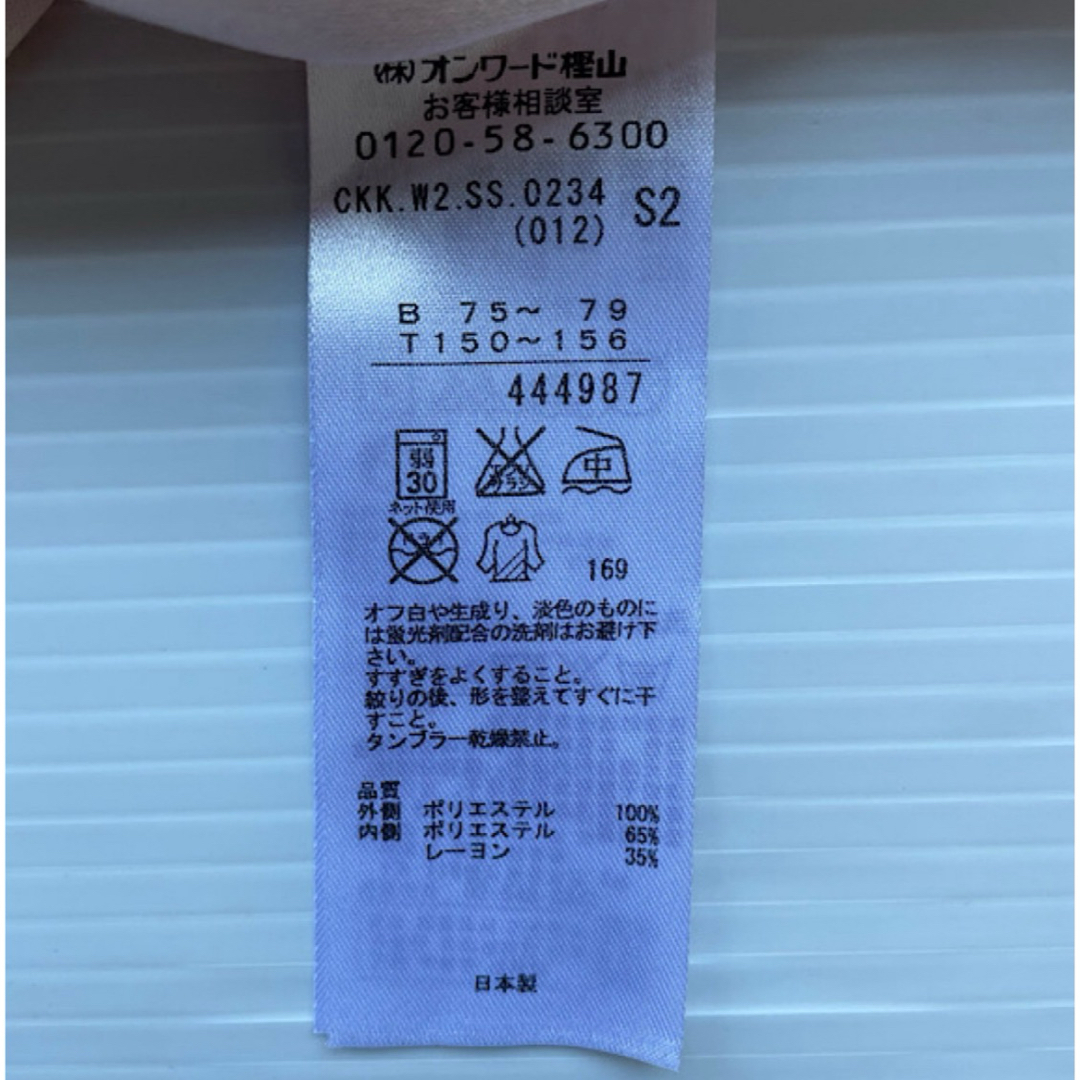 (株)オンワード樫山
お客様相談室
0120-58-6300
CKK.W2.SS.0234
(012)
S2
B 75～ 79
T150～156
444987
弱
30
ネット使用
エンソ
サラシ
中
169
オフ白や生成り、淡色のものに
は蛍光剤配合の洗剤はお避け下
さい。
すすぎをよくすること。
絞りの後、形を整えてすぐに干
すこと。
タンブラー乾燥禁止。
品質
外側 ポリエステル 100%
内側 ポリエステル 65%
レーヨン 35%
日本製